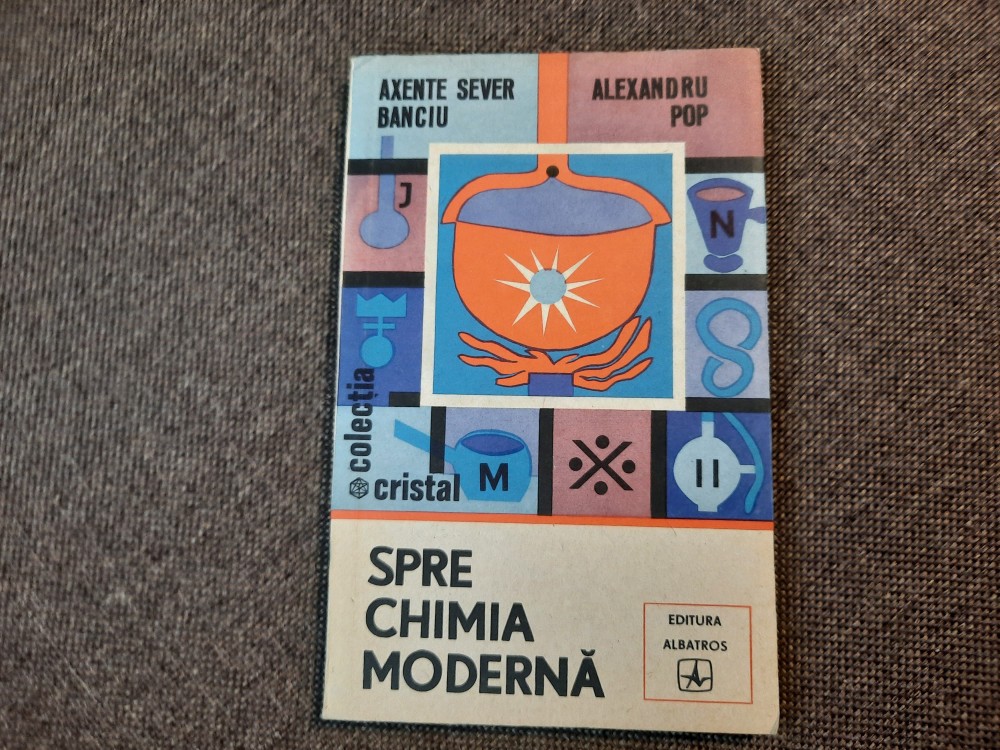 AXENTE SEVER
BANCIU
ALEXANDRU
POP
J
N
colecția
cristal
M
II
SPRE
CHIMIA
MODERNĂ
EDITURA
ALBATROS